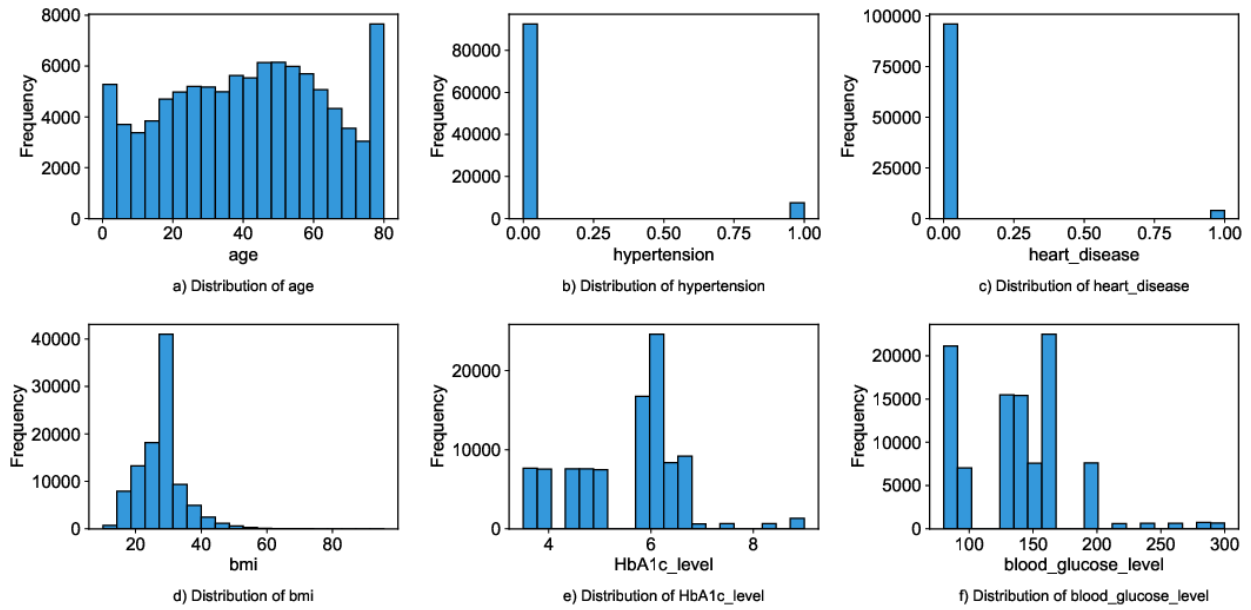 8000
6000
4000
2000
0
Frequency
0 20 40 60 80
age
a) Distribution of age
80000
60000
40000
20000
0
Frequency
0.00 0.25 0.50 0.75 1.00
hypertension
b) Distribution of hypertension
100000
75000
50000
25000
0
Frequency
0.00 0.25 0.50 0.75 1.00
heart_disease
c) Distribution of heart_disease
40000
30000
20000
10000
0
Frequency
20 40 60 80
bmi
d) Distribution of bmi
20000
10000
0
Frequency
4 6 8
HbA1c_level
e) Distribution of HbA1c_level
20000
15000
10000
5000
0
Frequency
100 150 200 250 300
blood_glucose_level
f) Distribution of blood_glucose_level